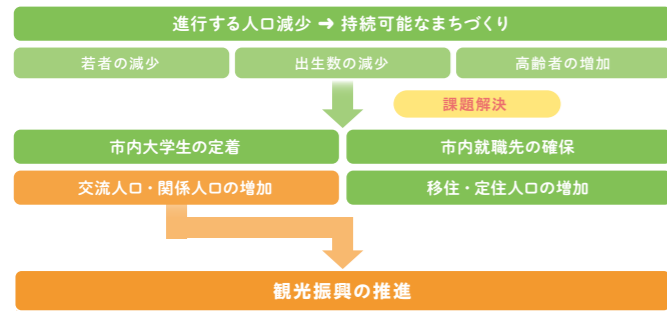 進行する人口減少 ➜ 持続可能なまちづくり
若者の減少
出生数の減少
高齢者の増加
課題解決
市内大学生の定着
市内就職先の確保
交流人口・関係人口の増加
移住・定住人口の増加
観光振興の推進